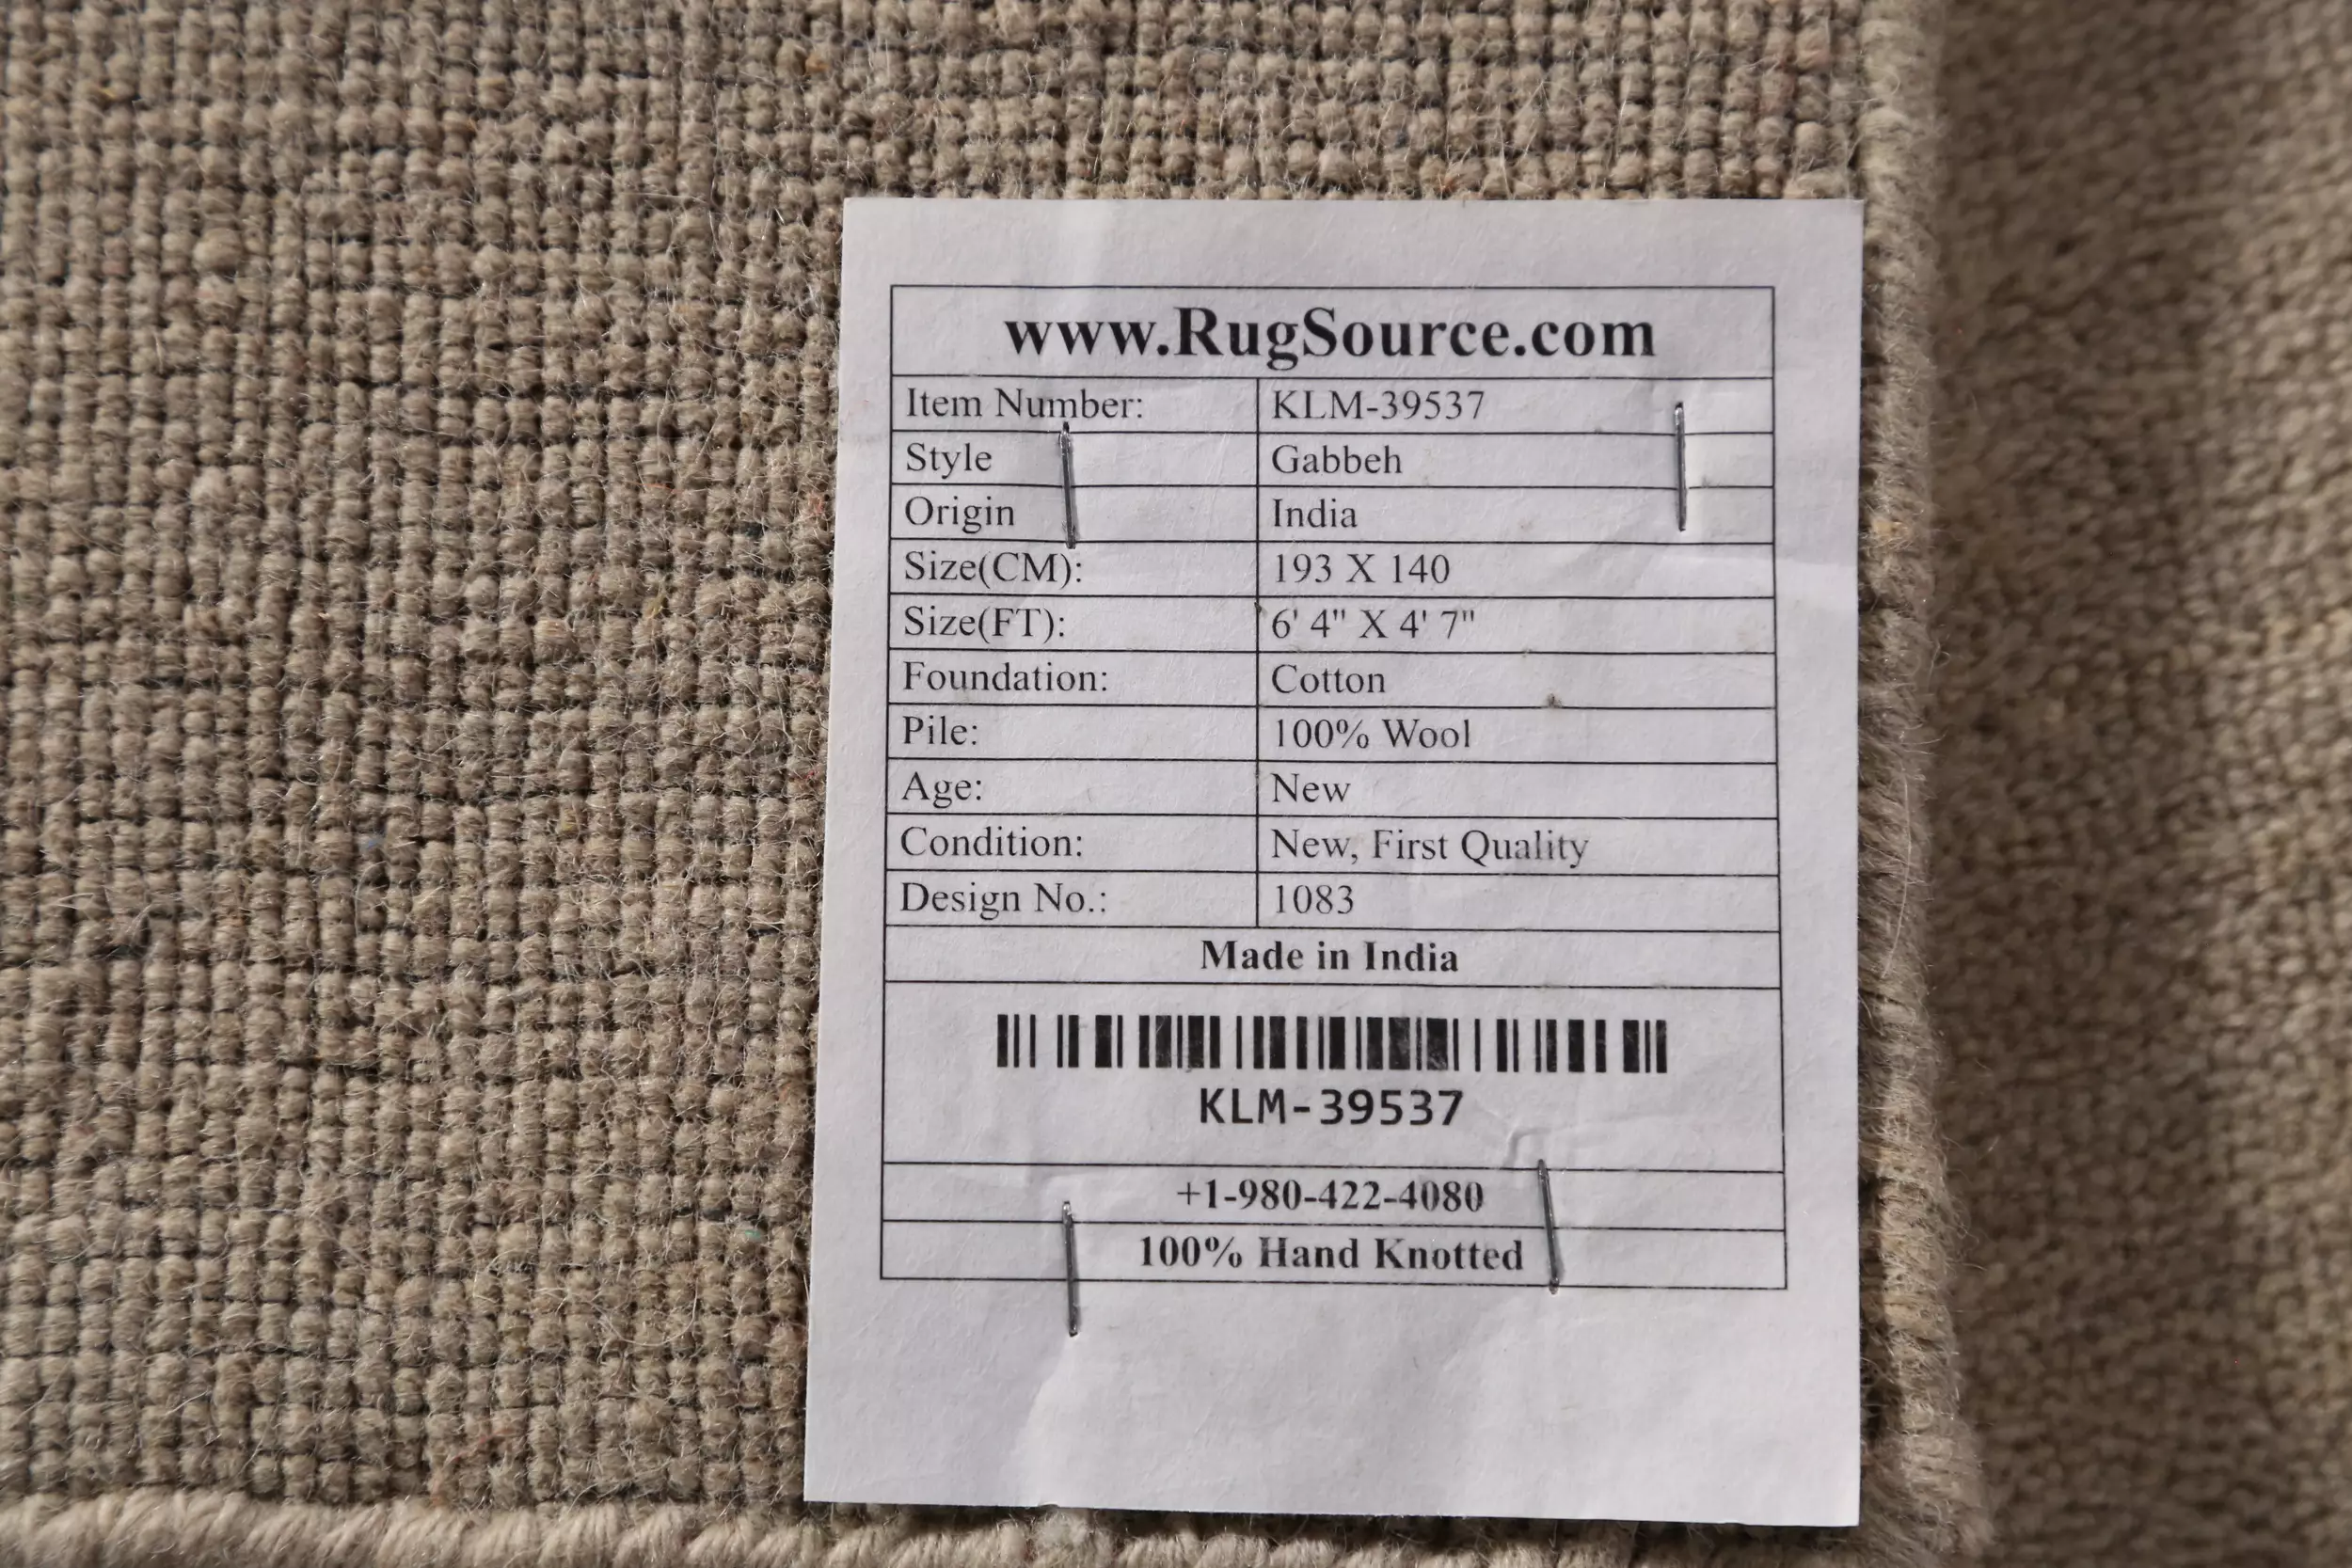 www.RugSource.com
Item Number: KLM-39537
Style Gabbeh
Origin India
Size(CM): 193 X 140
Size(FT): 6' 4" X 4' 7"
Foundation: Cotton
Pile: 100% Wool
Age: New
Condition: New, First Quality
Design No.: 1083
Made in India
KLM-39537
+1-980-422-4080
100% Hand Knotted